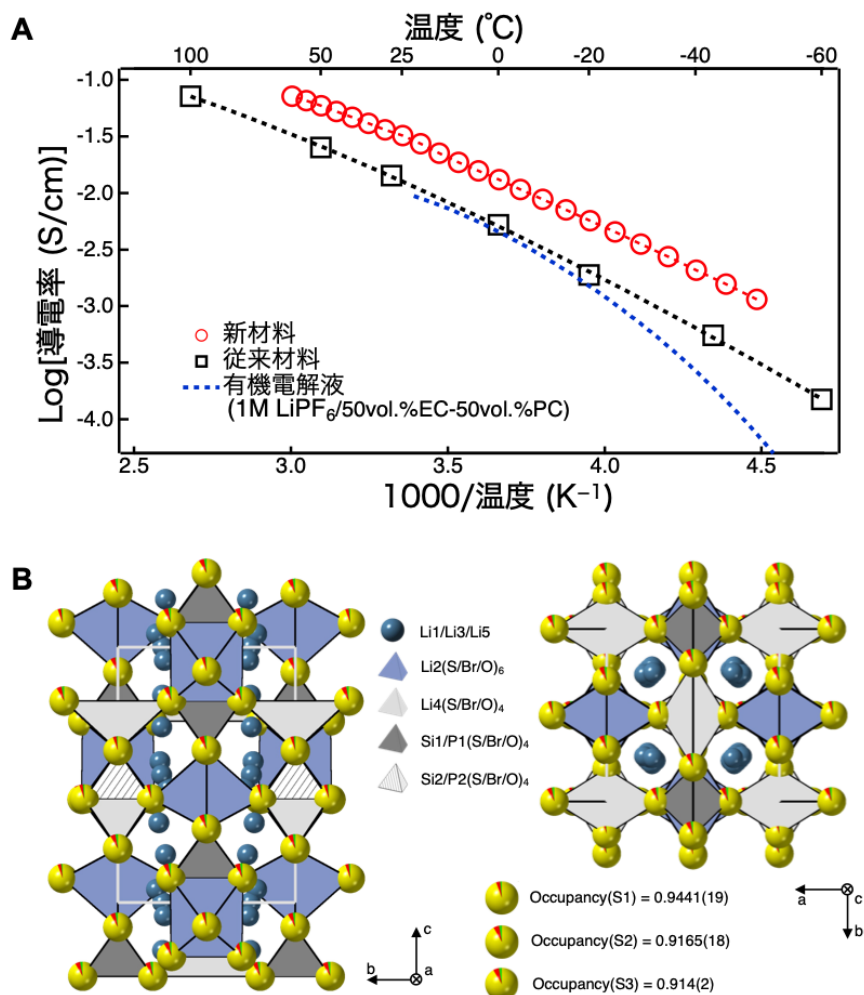 A
温度 (℃)
100 50 25 0 -20 -40 -60
Log[導電率 (S/cm)]
-1.0
-1.5
-2.0
-2.5
-3.0
-3.5
-4.0
新材料
従来材料
有機電解液
(1M LiPF₆/50vol.%EC-50vol.%PC)
2.5 3.0 3.5 4.0 4.5
1000/温度 (K⁻¹)
B
Li1/Li3/Li5
Li2(S/Br/O)₆
Li4(S/Br/O)₄
Si1/P1(S/Br/O)₄
Si2/P2(S/Br/O)₄
c
b
a
Occupancy(S1) = 0.9441(19)
Occupancy(S2) = 0.9165(18)
Occupancy(S3) = 0.914(2)
a
c
b